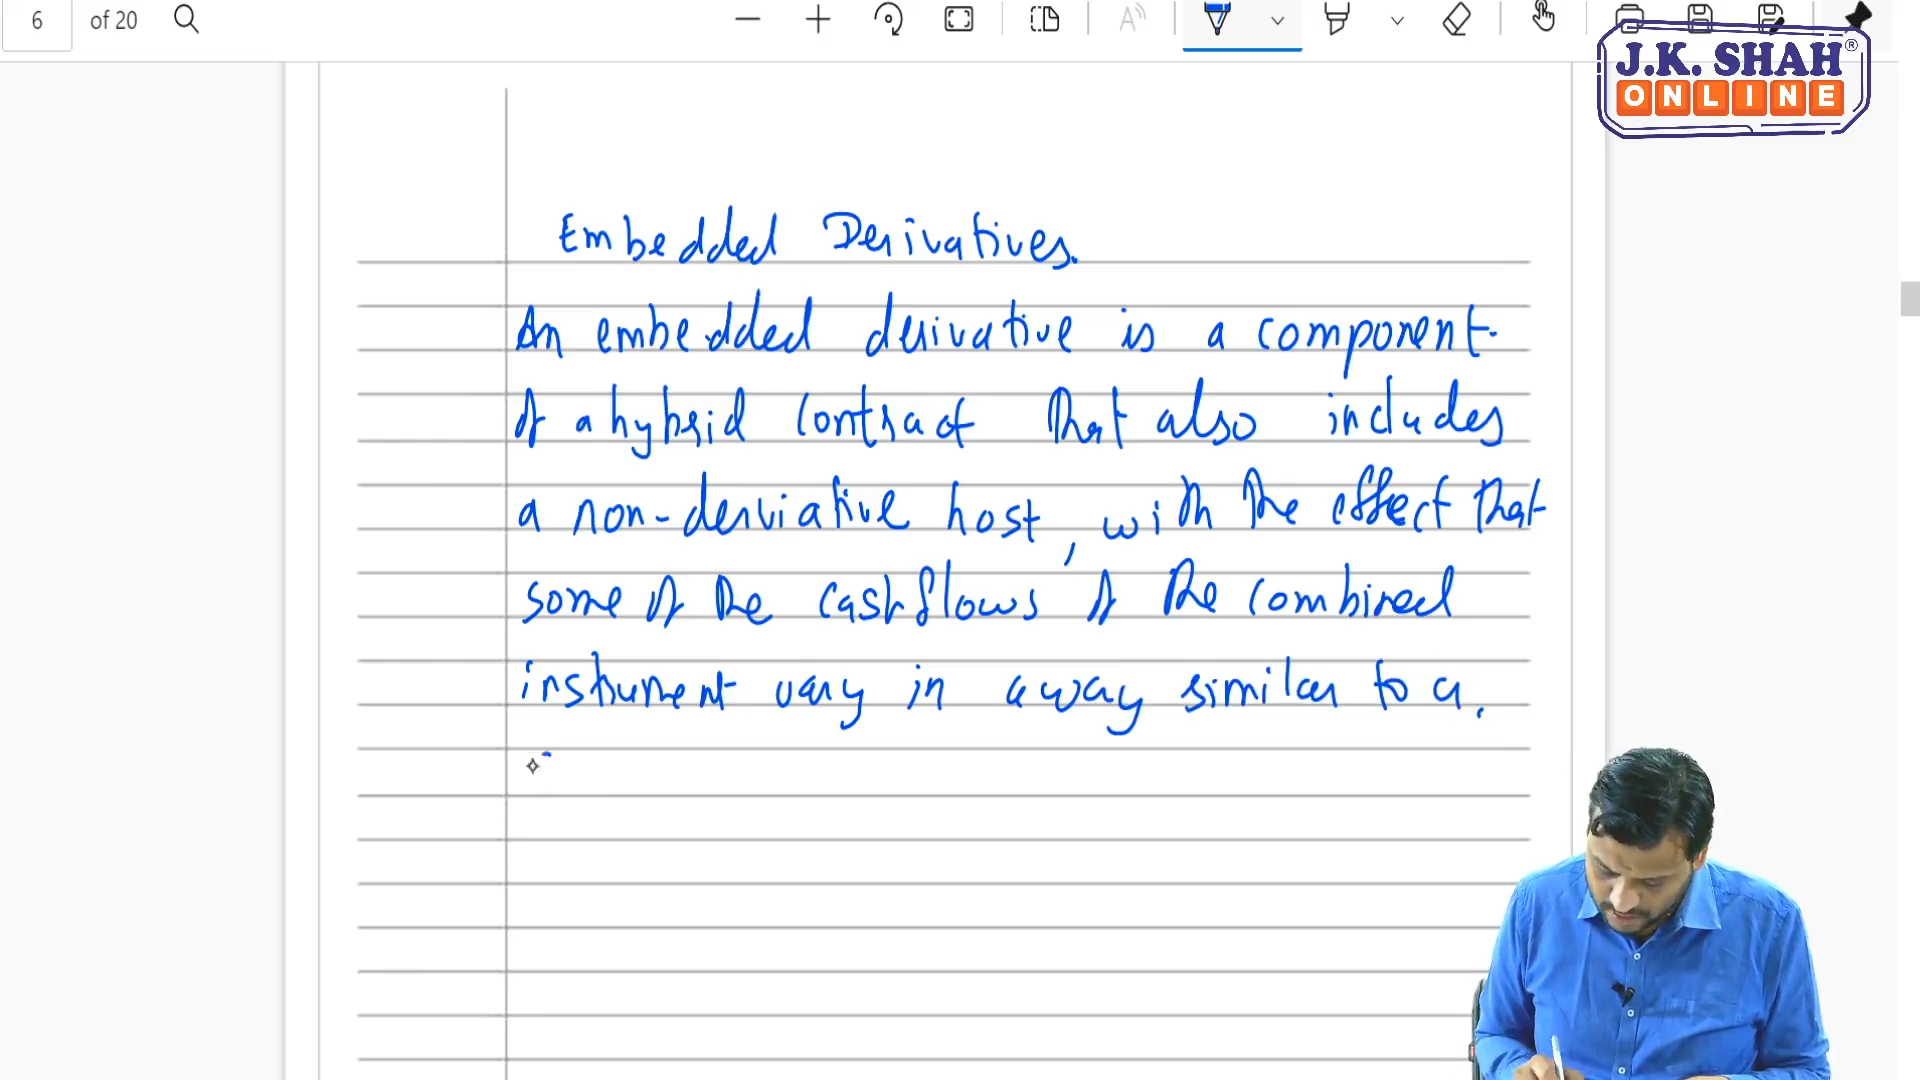 6 of 20
J.K. SHAH®
ONLINE
Embedded Derivatives.
An embedded derivative is a component
of a hybrid contract that also includes
a non-derviative host, with the effect that
some of the cashflows of the combined
instrument vary in a way similar to a